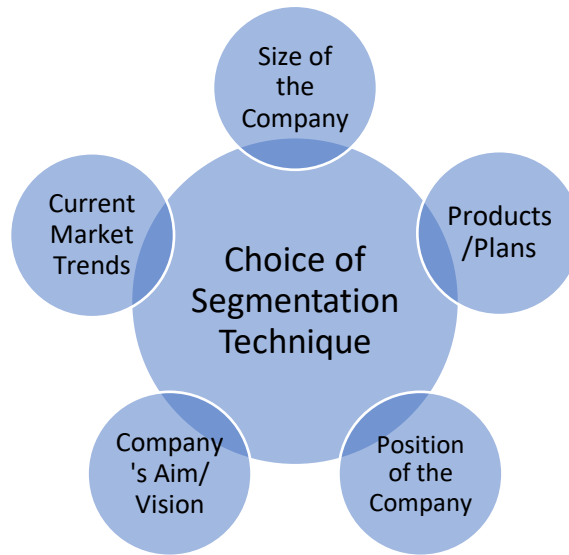 Size of
the
Company
Current
Market
Trends
Products
/Plans
Choice of
Segmentation
Technique
Company
's Aim/
Vision
Position
of the
Company